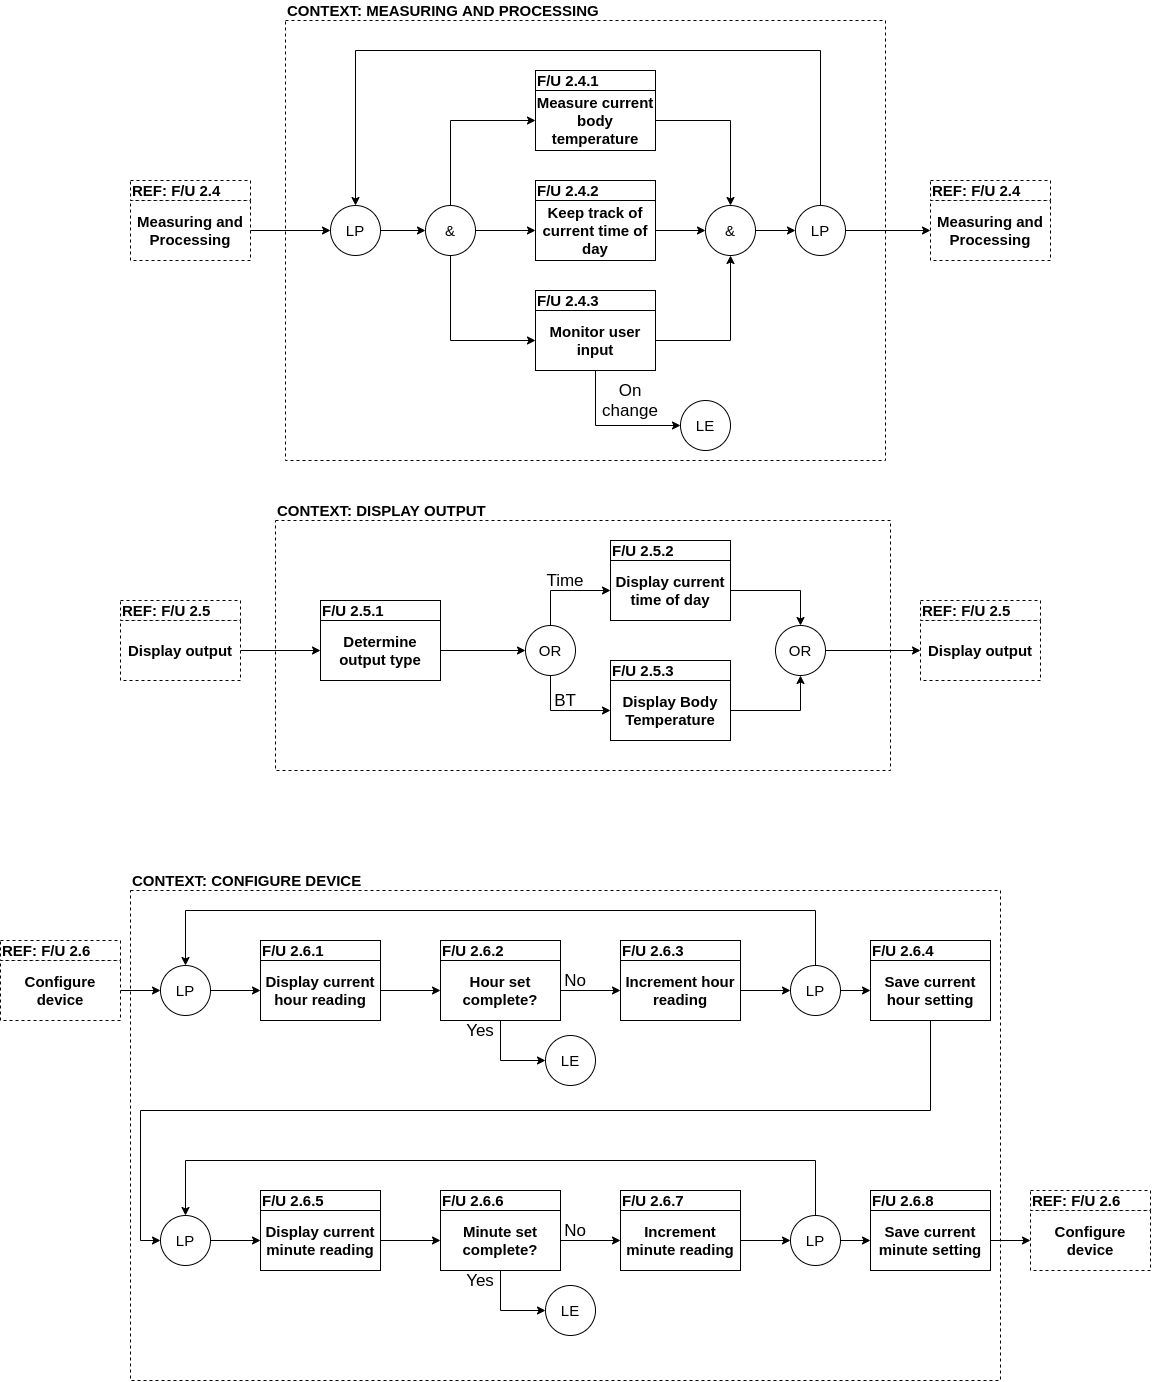 CONTEXT: MEASURING AND PROCESSING
F/U 2.4.1
Measure current
body
temperature
REF: F/U 2.4
Measuring and
Processing
LP
&
F/U 2.4.2
Keep track of
current time of
day
&
LP
REF: F/U 2.4
Measuring and
Processing
F/U 2.4.3
Monitor user
input
On
change
LE
CONTEXT: DISPLAY OUTPUT
REF: F/U 2.5
Display output
F/U 2.5.1
Determine
output type
OR
Time
F/U 2.5.2
Display current
time of day
BT
F/U 2.5.3
Display Body
Temperature
OR
REF: F/U 2.5
Display output
CONTEXT: CONFIGURE DEVICE
REF: F/U 2.6
Configure
device
LP
F/U 2.6.1
Display current
hour reading
F/U 2.6.2
Hour set
complete?
No
F/U 2.6.3
Increment hour
reading
LP
F/U 2.6.4
Save current
hour setting
Yes
LE
LP
F/U 2.6.5
Display current
minute reading
F/U 2.6.6
Minute set
complete?
No
F/U 2.6.7
Increment
minute reading
LP
F/U 2.6.8
Save current
minute setting
REF: F/U 2.6
Configure
device
Yes
LE